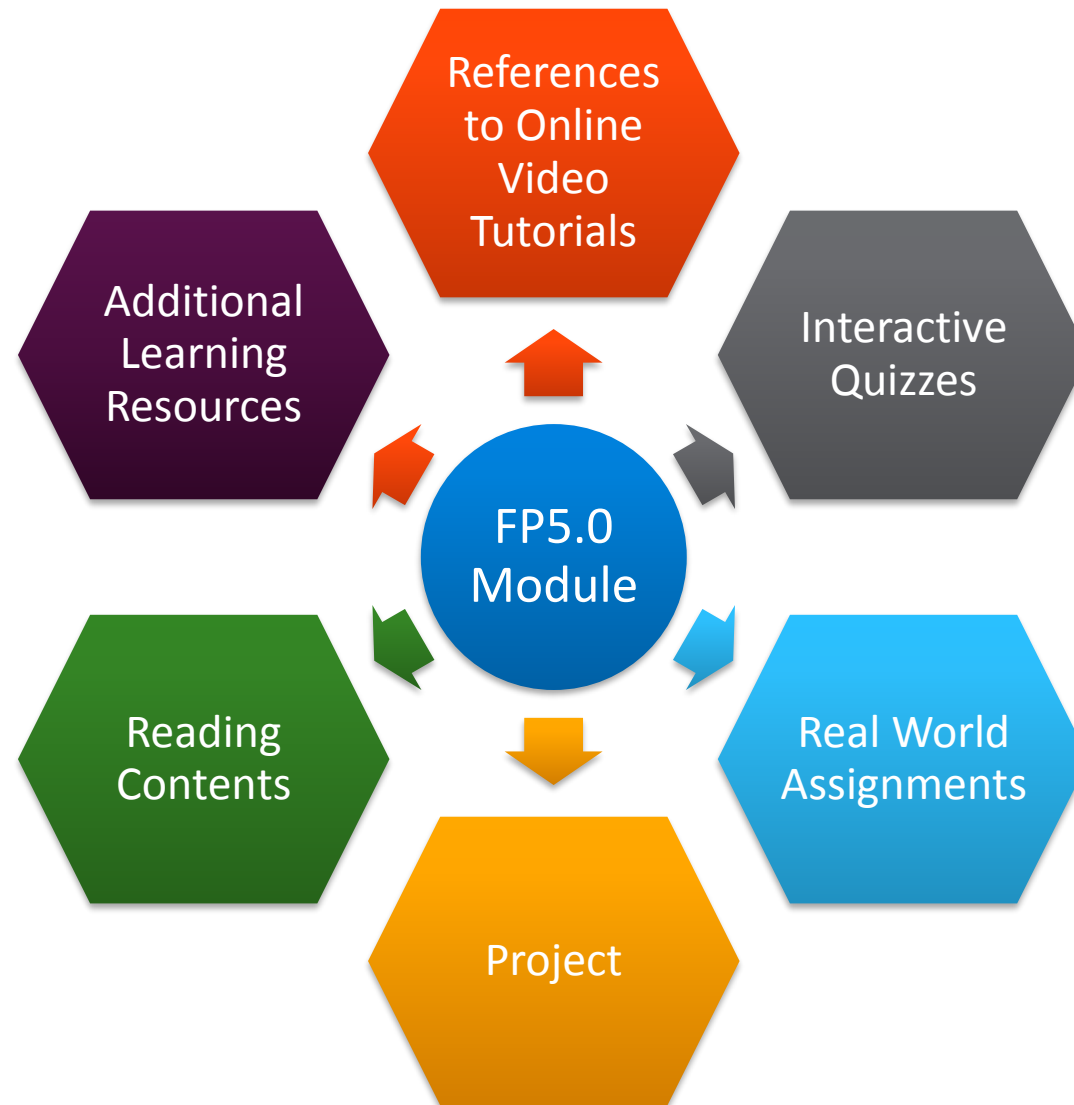 References
to Online
Video
Tutorials
Additional
Learning
Resources
Interactive
Quizzes
FP5.0
Module
Reading
Contents
Real World
Assignments
Project